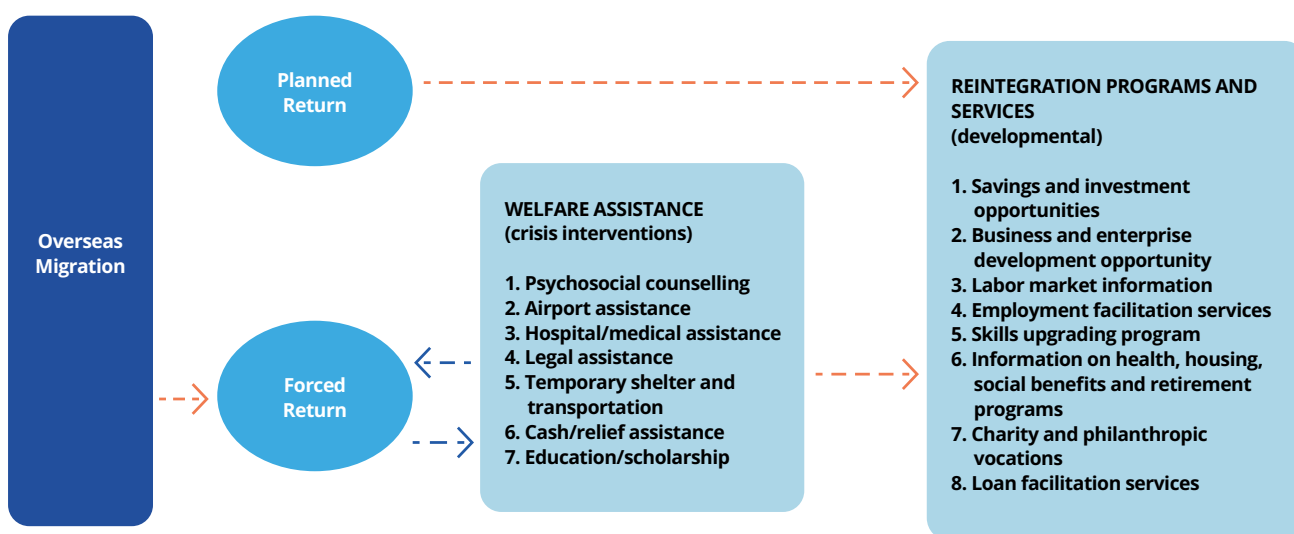 Overseas
Migration
Planned
Return
Forced
Return
WELFARE ASSISTANCE
(crisis interventions)
1. Psychosocial counselling
2. Airport assistance
3. Hospital/medical assistance
4. Legal assistance
5. Temporary shelter and
transportation
6. Cash/relief assistance
7. Education/scholarship
REINTEGRATION PROGRAMS AND
SERVICES
(developmental)
1. Savings and investment
opportunities
2. Business and enterprise
development opportunity
3. Labor market information
4. Employment facilitation services
5. Skills upgrading program
6. Information on health, housing,
social benefits and retirement
programs
7. Charity and philanthropic
vocations
8. Loan facilitation services